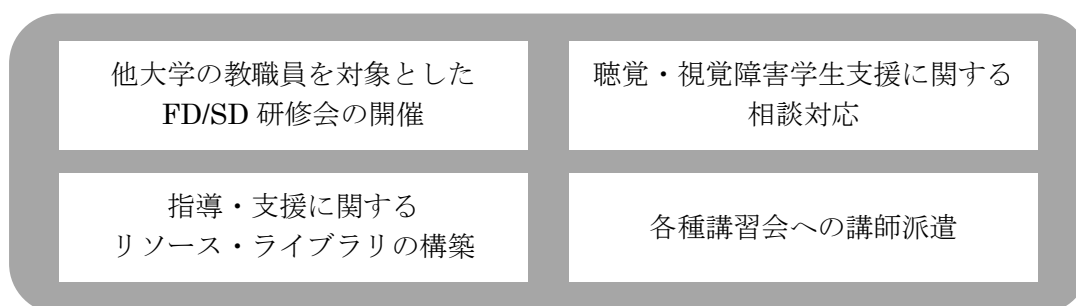 他大学の教職員を対象とした
FD/SD 研修会の開催
聴覚・視覚障害学生支援に関する
相談対応
指導・支援に関する
リソース・ライブラリの構築
各種講習会への講師派遣